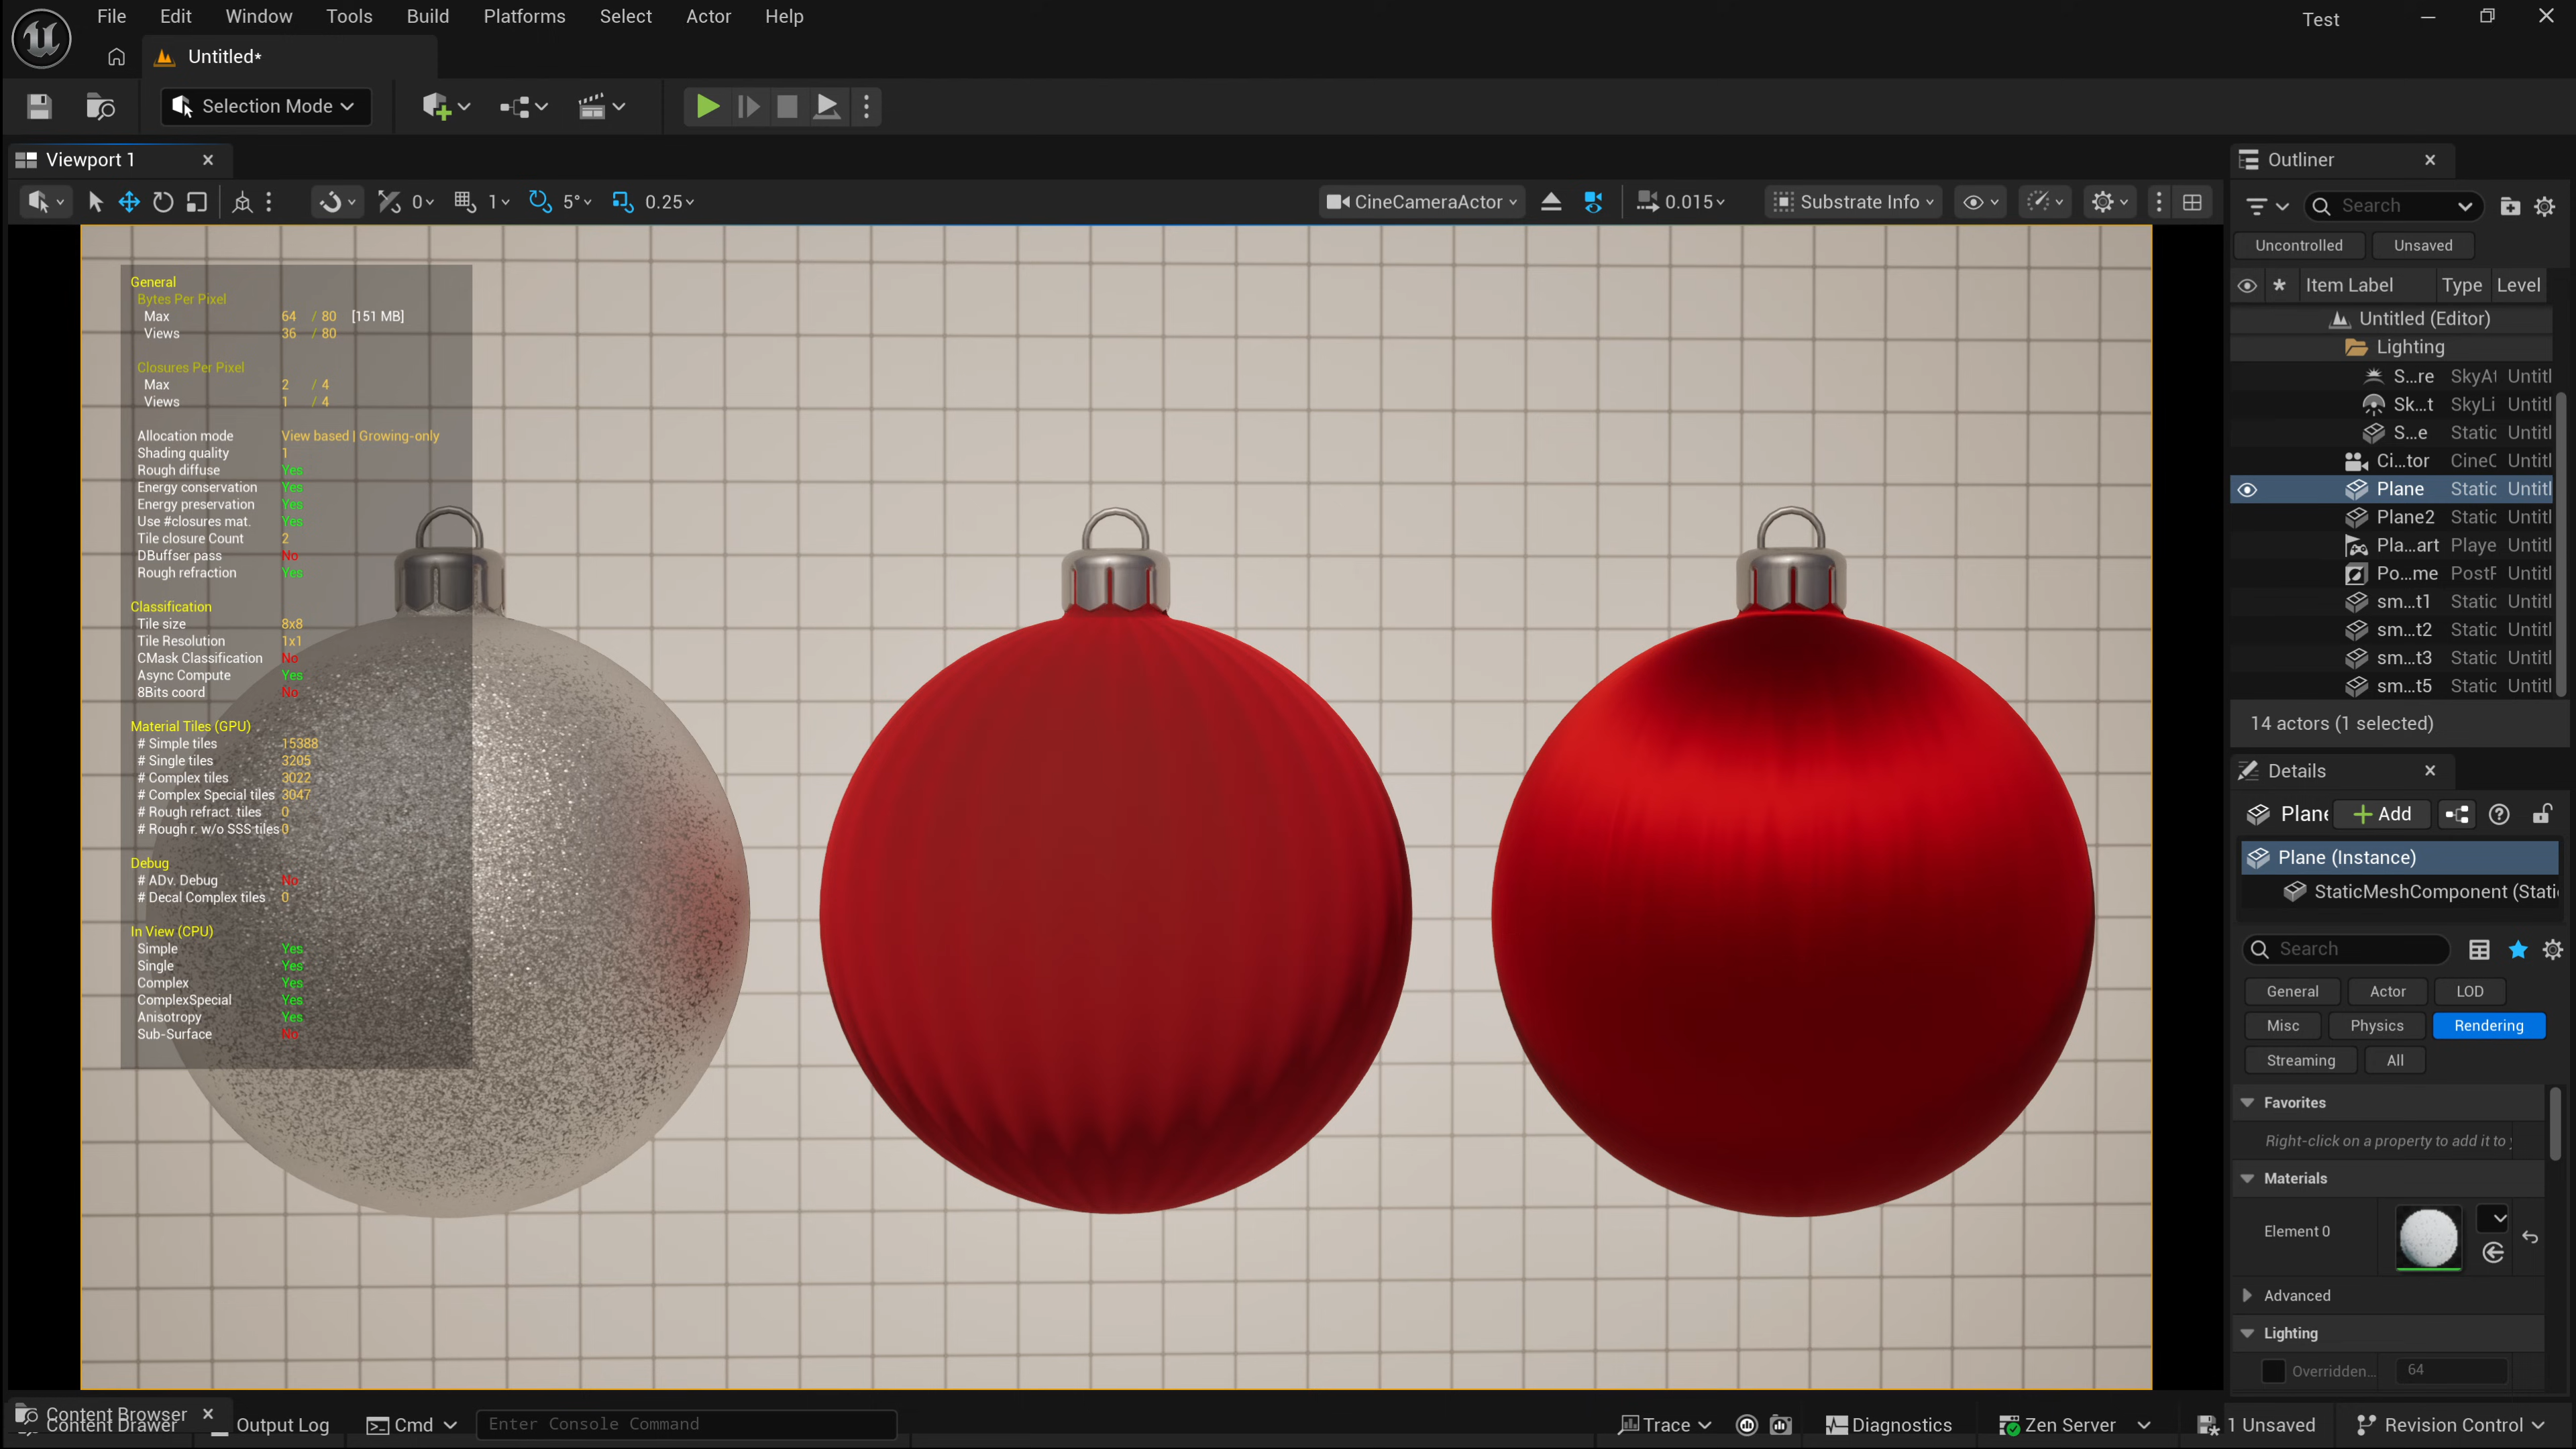 File Edit Window Tools Build Platforms Select Actor Help
Test
Untitled*
Selection Mode
Viewport 1
0 1 5° 0.25
CineCameraActor
0.015
Substrate Info
General
Bytes Per Pixel
Max 64 / 80 [151 MB]
Views 36 / 80
Closures Per Pixel
Max 2 / 4
Views 1 / 4
Allocation mode View based | Growing-only
Shading quality 1
Rough diffuse Yes
Energy conservation Yes
Energy preservation Yes
Use #closures mat. Yes
Tile closure Count 2
DBuffser pass No
Rough refraction Yes
Classification
Tile size 8x8
Tile Resolution 1x1
CMask Classification No
Async Compute Yes
8Bits coord No
Material Tiles (GPU)
# Simple tiles 15388
# Single tiles 3205
# Complex tiles 3022
# Complex Special tiles 3047
# Rough refract. tiles 0
# Rough r. w/o SSS tiles 0
Debug
# ADv. Debug No
# Decal Complex tiles 0
In View (CPU)
Simple Yes
Single Yes
Complex Yes
ComplexSpecial Yes
Anisotropy Yes
Sub-Surface No
Outliner
Search
Uncontrolled Unsaved
* Item Label Type Level
Untitled (Editor)
Lighting
S...re SkyAt Untitl
Sk...t SkyLi Untitl
S...e Static Untitl
Ci...tor CineC Untitl
Plane Static Untitl
Plane2 Static Untitl
Pla...art Playe Untitl
Po...me PostP Untitl
sm...t1 Static Untitl
sm...t2 Static Untitl
sm...t3 Static Untitl
sm...t5 Static Untitl
14 actors (1 selected)
Details
Plane Add
Plane (Instance)
StaticMeshComponent (Stati
Search
General Actor LOD
Misc Physics Rendering
Streaming All
Favorites
Right-click on a property to add it to y
Materials
Element 0
Advanced
Lighting
Overridden... 64
Content Browser
Content Drawer Output Log Cmd Enter Console Command Trace Diagnostics Zen Server 1 Unsaved Revision Control